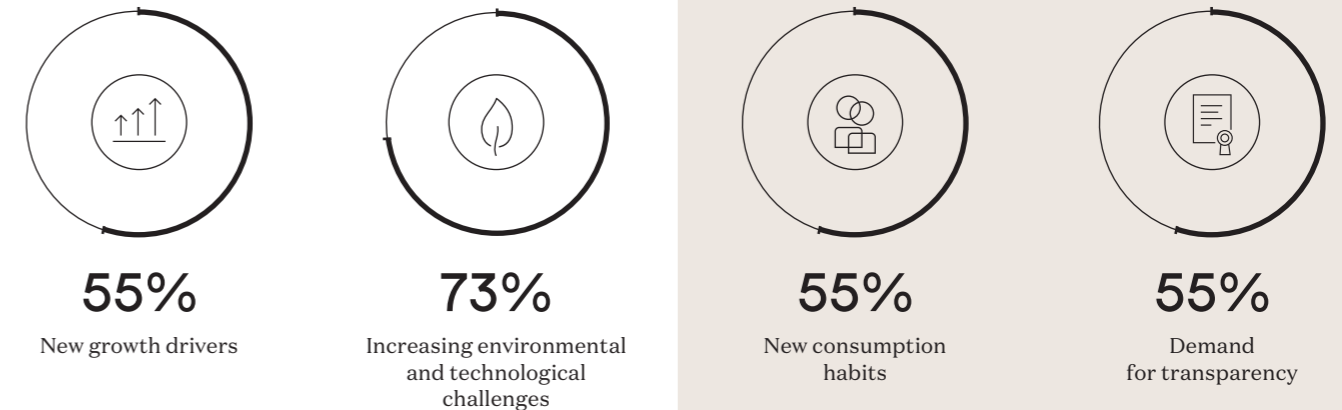 55%
New growth drivers
73%
Increasing environmental
and technological
challenges
55%
New consumption
habits
55%
Demand
for transparency